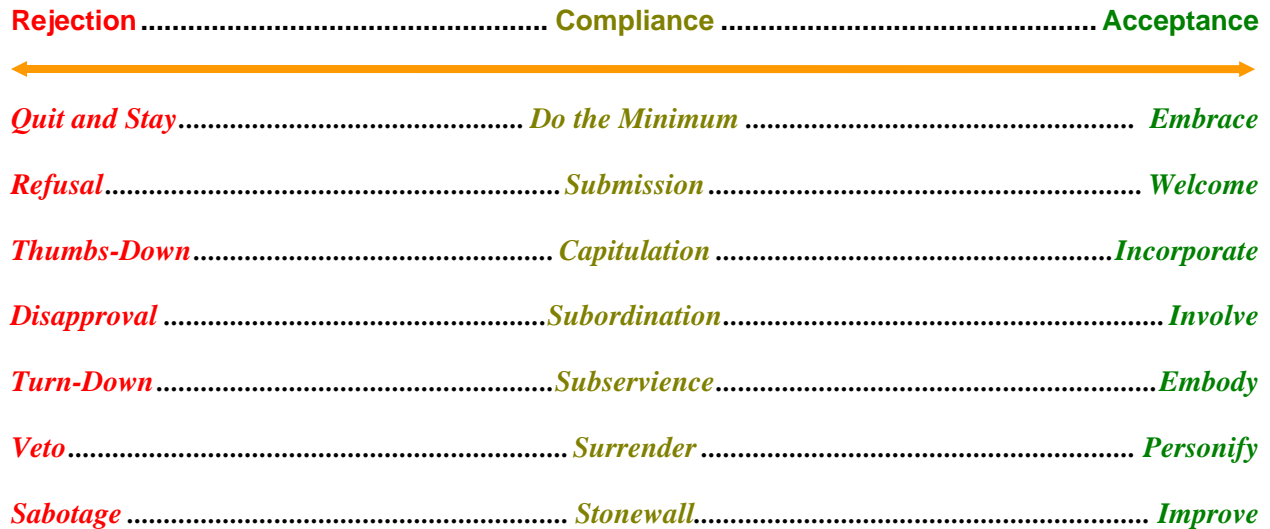 Rejection.................................................... Compliance ................................................ Acceptance
Quit and Stay............................................... Do the Minimum ..................................................... Embrace
Refusal.............................................................. Submission ........................................................... Welcome
Thumbs-Down................................................. Capitulation ......................................................Incorporate
Disapproval ....................................................Subordination............................................................ Involve
Turn-Down......................................................Subservience............................................................Embody
Veto.................................................................... Surrender ........................................................... Personify
Sabotage ............................................................ Stonewall............................................................... Improve